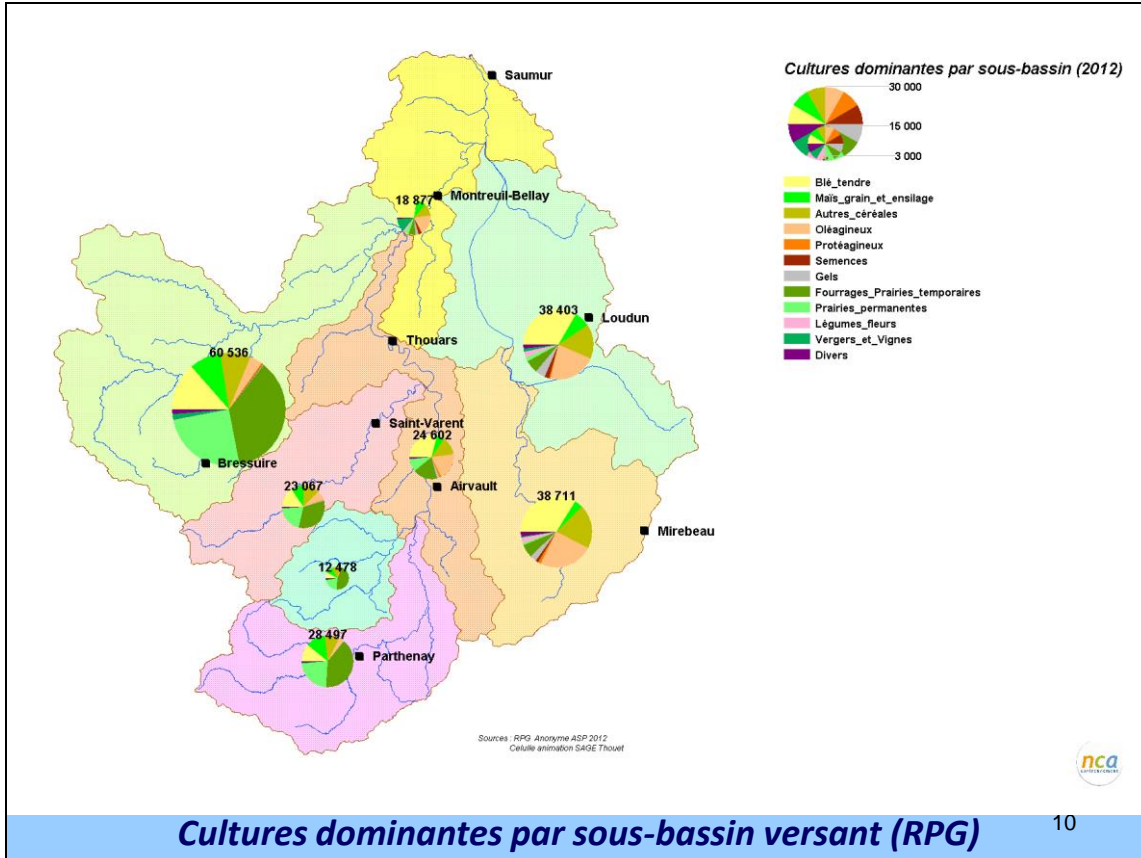 Saumur
Cultures dominantes par sous-bassin (2012)
30 000
15 000
3 000
Blé_tendre
Maïs_grain_et_ensilage
Autres_céréales
Oléagineux
Protéagineux
Semences
Gels
Fourrages_Prairies_temporaires
Prairies_permanentes
Légumes_fleurs
Vergers_et_Vignes
Divers
Montreuil-Bellay
18 877
38 403
Loudun
Thouars
60 536
Saint-Varent
24 602
Bressuire
Airvault
23 067
38 711
Mirebeau
12 478
28 497
Parthenay
Sources : RPG Anonyme ASP 2012
Celulle animation SAGE Thouet
nca
Cultures dominantes par sous-bassin versant (RPG)
10